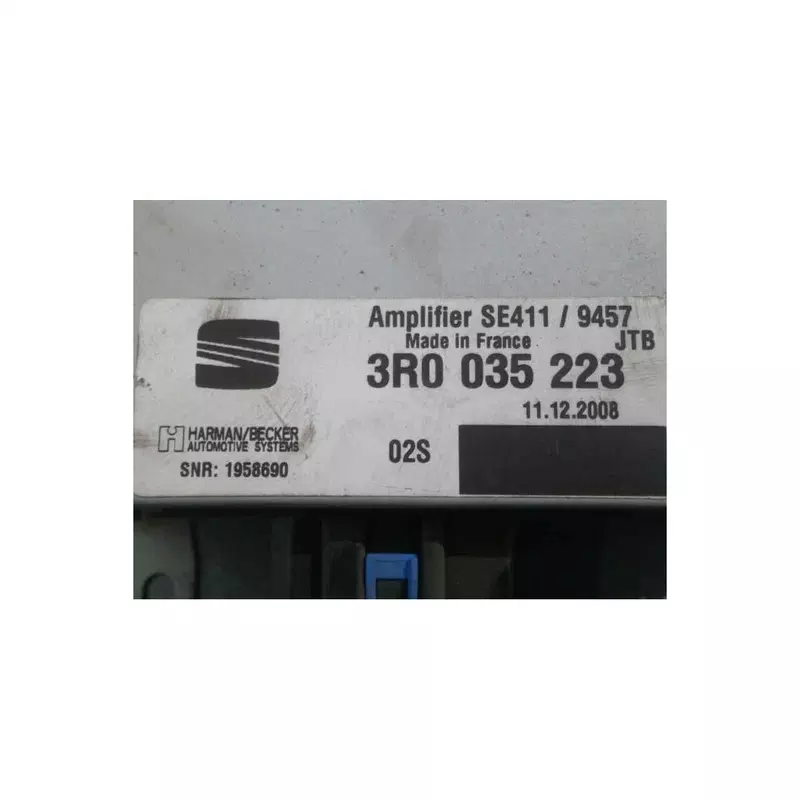 Amplifier SE411 / 9457
Made in France JTB
3R0 035 223
11.12.2008
HARMAN/BECKER
AUTOMOTIVE SYSTEMS
02S
SNR: 1958690